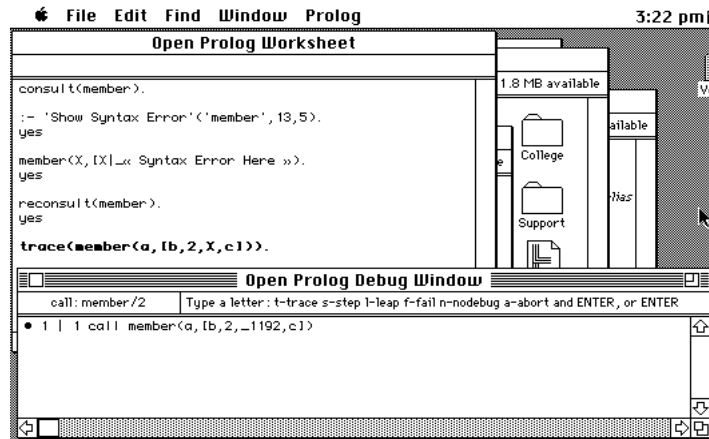 File Edit Find Window Prolog 3:22 pm
Open Prolog Worksheet
consult(member).
:- 'Show Syntax Error'('member',13,5).
yes
member(X,[X|_« Syntax Error Here »).
yes
reconsult(member).
yes
trace(member(a,[b,2,X,c])).
1.8 MB available
ailable
College
Support
Open Prolog Debug Window
call: member/2 Type a letter: t-trace s-step l-leap f-fail n-nodebug a-abort and ENTER, or ENTER
● 1 | 1 call member(a,[b,2,_1192,c])